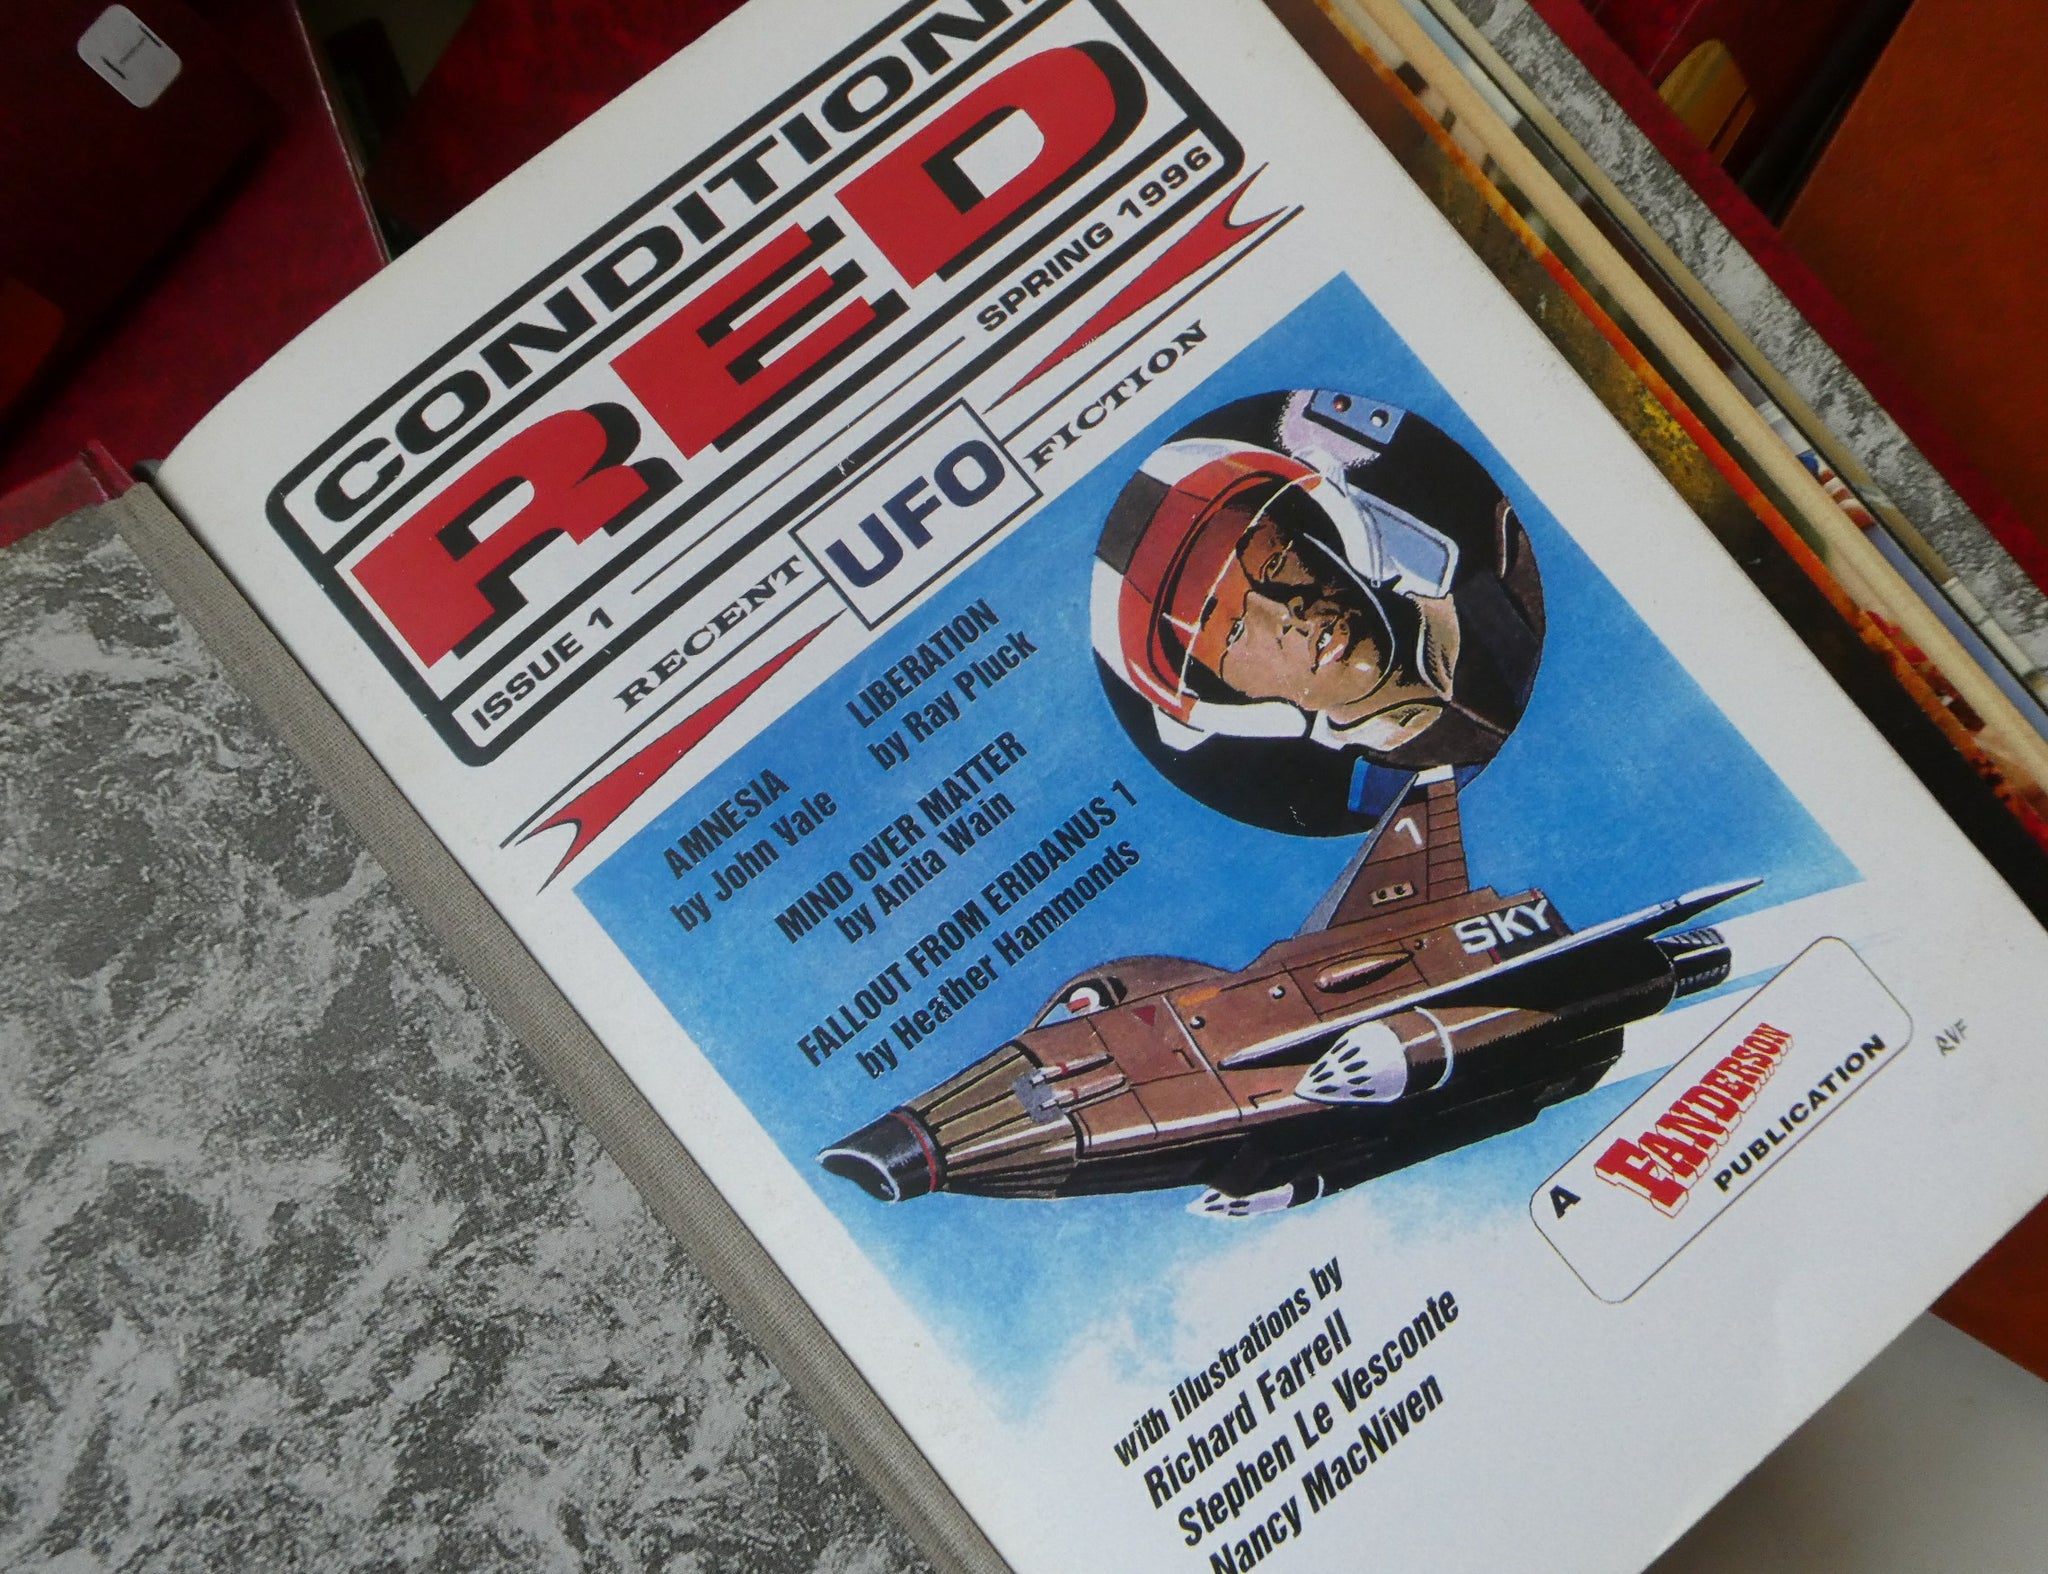 CONDITION
RED
ISSUE 1
SPRING 1996
RECENT
UFO
FICTION
LIBERATION
by Ray Pluck
AMNESIA
by John Vale
MIND OVER MATTER
by Anita Wain
FALLOUT FROM ERIDANUS 1
by Heather Hammonds
1
SKY
1
A
FANDERSON
PUBLICATION
RVF
with illustrations by
Richard Farrell
Stephen Le Vesconte
Nancy MacNiven